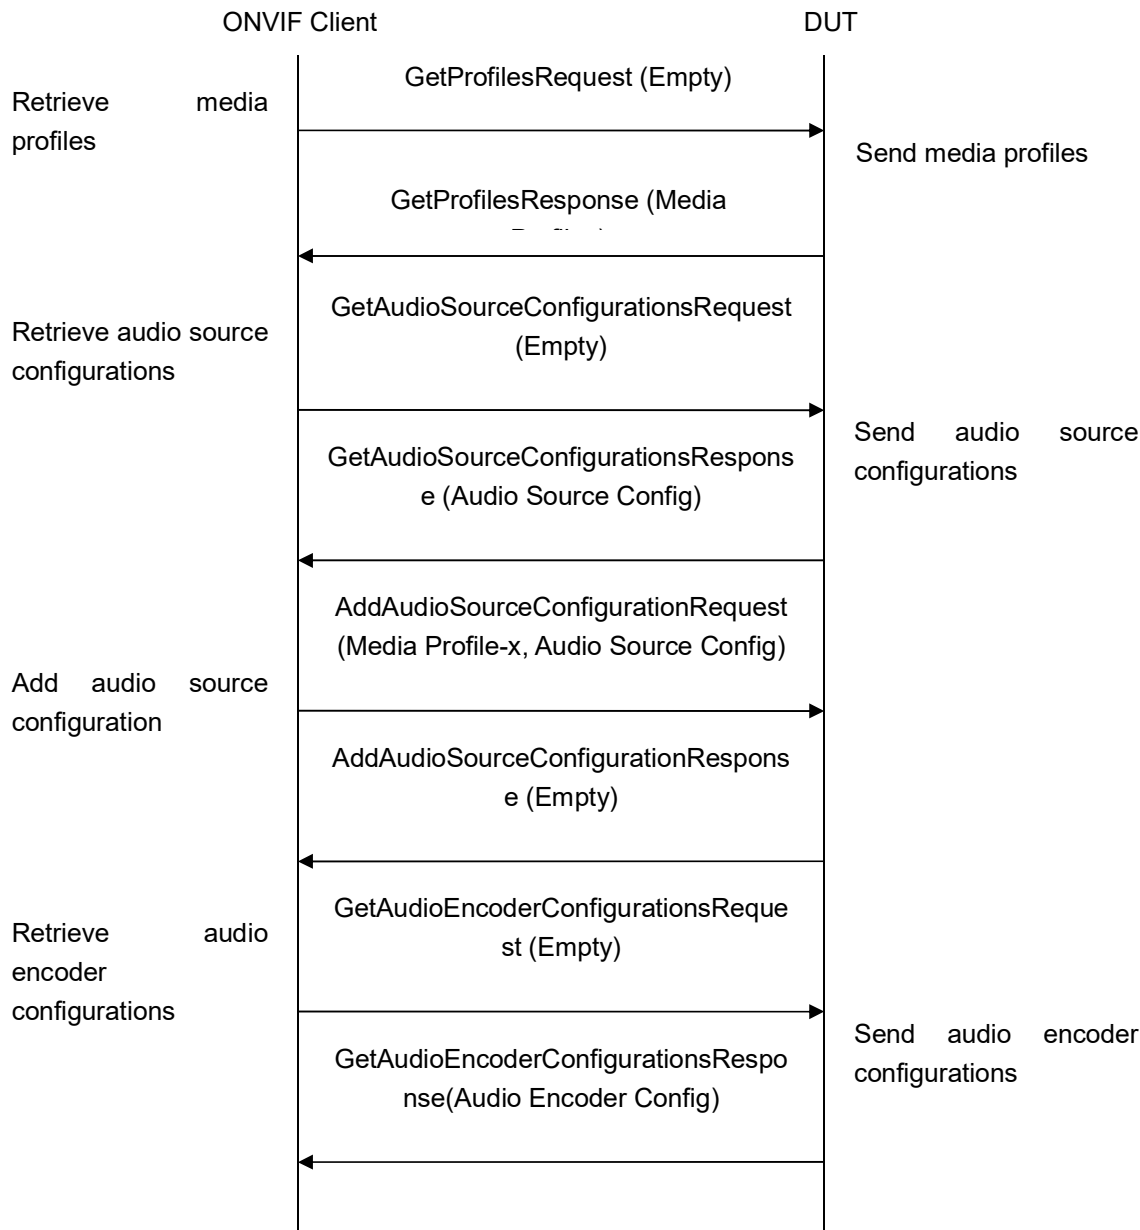 ONVIF Client
DUT
GetProfilesRequest (Empty)
Retrieve media
profiles
Send media profiles
GetProfilesResponse (Media
GetAudioSourceConfigurationsRequest
(Empty)
Retrieve audio source
configurations
Send audio source
configurations
GetAudioSourceConfigurationsRespons
e (Audio Source Config)
AddAudioSourceConfigurationRequest
(Media Profile-x, Audio Source Config)
Add audio source
configuration
AddAudioSourceConfigurationRespons
e (Empty)
GetAudioEncoderConfigurationsReque
st (Empty)
Retrieve audio
encoder
configurations
Send audio encoder
configurations
GetAudioEncoderConfigurationsRespo
nse(Audio Encoder Config)